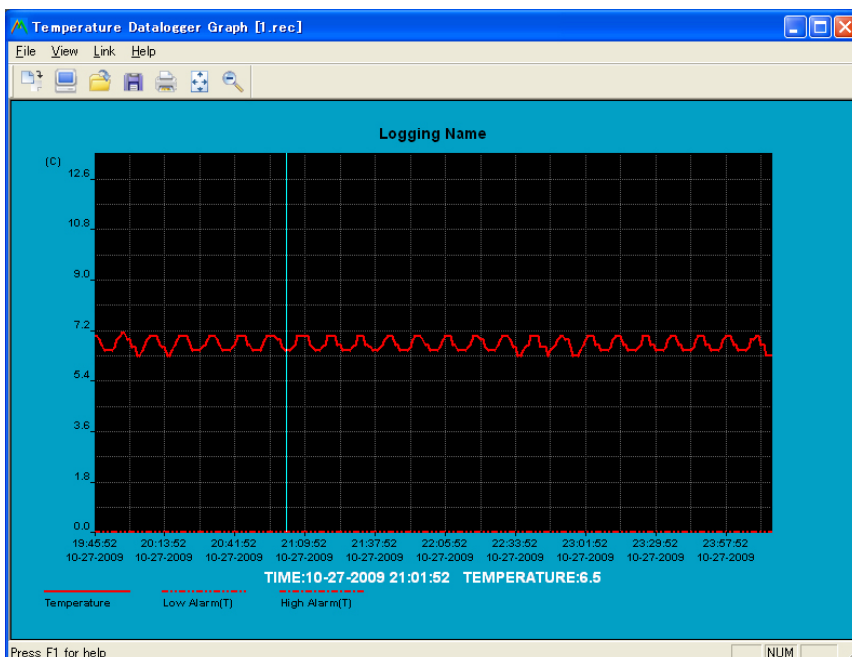 Temperature Datalogger Graph [1.rec]
File View Link Help
Logging Name
(C)
12.6
10.8
9.0
7.2
5.4
3.6
1.8
0.0
19:45:52 20:13:52 20:41:52 21:09:52 21:37:52 22:05:52 22:33:52 23:01:52 23:29:52 23:57:52
10-27-2009 10-27-2009 10-27-2009 10-27-2009 10-27-2009 10-27-2009 10-27-2009 10-27-2009 10-27-2009 10-27-2009
TIME:10-27-2009 21:01:52 TEMPERATURE:6.5
Temperature Low Alarm(T) High Alarm(T)
Press F1 for help NUM